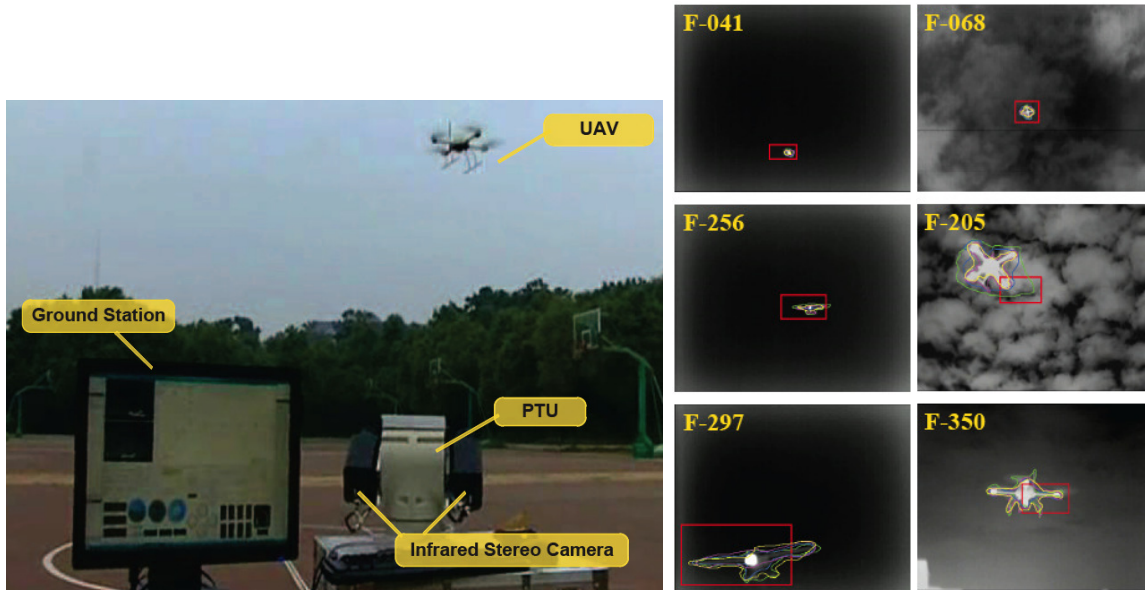 UAV
Ground Station
PTU
Infrared Stereo Camera
F-041
F-068
F-256
F-205
F-297
F-350